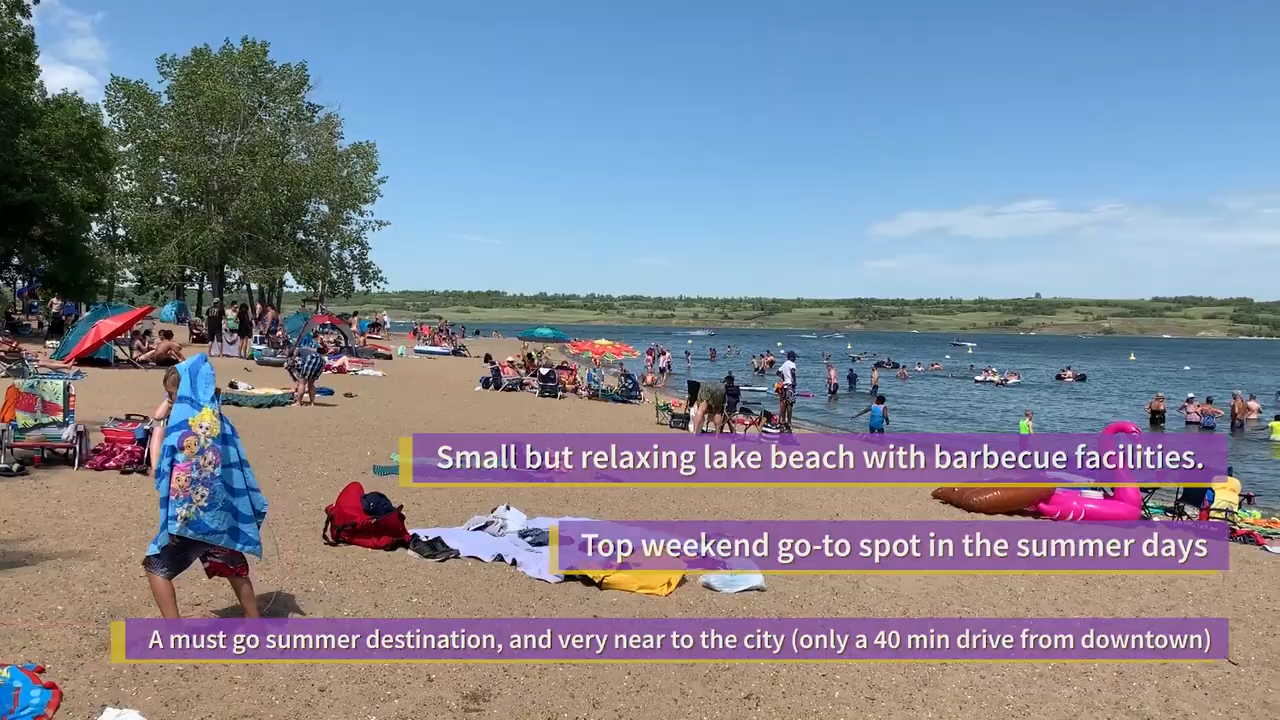 Small but relaxing lake beach with barbecue facilities.
Top weekend go-to spot in the summer days
A must go summer destination, and very near to the city (only a 40 min drive from downtown)